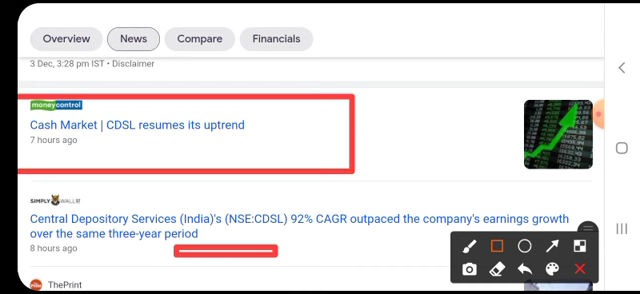 Overview News Compare Financials
3 Dec, 3:28 pm IST • Disclaimer
moneycontrol
Cash Market | CDSL resumes its uptrend
7 hours ago
SIMPLY WALL ST
Central Depository Services (India)'s (NSE:CDSL) 92% CAGR outpaced the company's earnings growth
over the same three-year period
8 hours ago
ThePrint